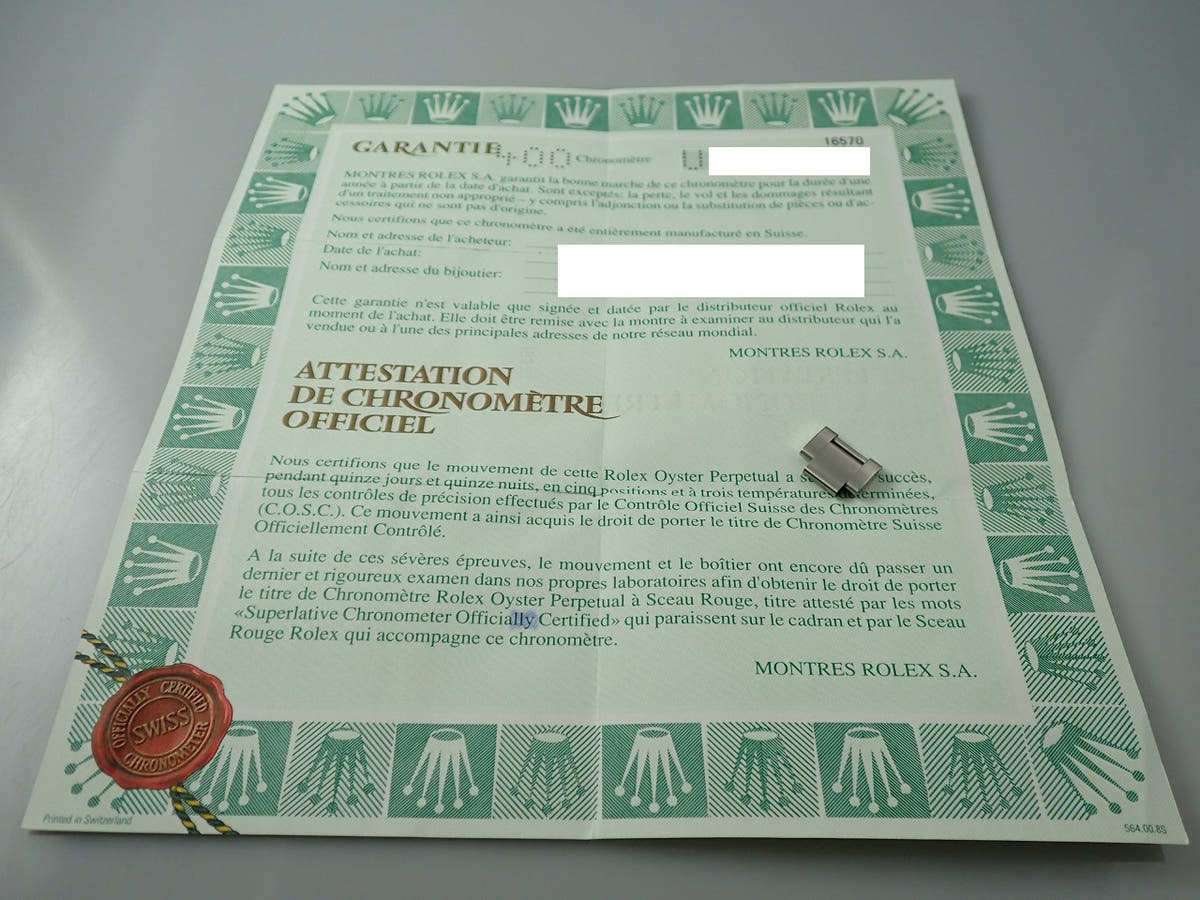 16570
GARANTIE 400 Chronomètre U
MONTRES ROLEX S.A. garantit la bonne marche de ce chronomètre pour la durée d'une
année à partir de la date d'achat. Sont exceptés: la perte, le vol et les dommages résultant
d'un traitement non approprié – y compris l'adjonction ou la substitution de pièces ou d'ac-
cessoires qui ne sont pas d'origine.
Nous certifions que ce chronomètre a été entièrement manufacturé en Suisse.
Nom et adresse de l'acheteur:
Date de l'achat:
Nom et adresse du bijoutier:
Cette garantie n'est valable que signée et datée par le distributeur officiel Rolex au
moment de l'achat. Elle doit être remise avec la montre à examiner au distributeur qui l'a
vendue ou à l'une des principales adresses de notre réseau mondial.
MONTRES ROLEX S.A.
ATTESTATION
DE CHRONOMÈTRE
OFFICIEL
Nous certifions que le mouvement de cette Rolex Oyster Perpetual a succès,
pendant quinze jours et quinze nuits, en cinq positions et à trois températures déterminées,
tous les contrôles de précision effectués par le Contrôle Officiel Suisse des Chronomètres
(C.O.S.C.). Ce mouvement a ainsi acquis le droit de porter le titre de Chronomètre Suisse
Officiellement Contrôlé.
A la suite de ces sévères épreuves, le mouvement et le boîtier ont encore dû passer un
dernier et rigoureux examen dans nos propres laboratoires afin d'obtenir le droit de porter
le titre de Chronomètre Rolex Oyster Perpetual à Sceau Rouge, titre attesté par les mots
«Superlative Chronometer Officially Certified» qui paraissent sur le cadran et par le Sceau
Rouge Rolex qui accompagne ce chronomètre.
MONTRES ROLEX S.A.
OFFICIALLY CERTIFIED
SWISS
CHRONOMETER
Printed in Switzerland
564.00.8S